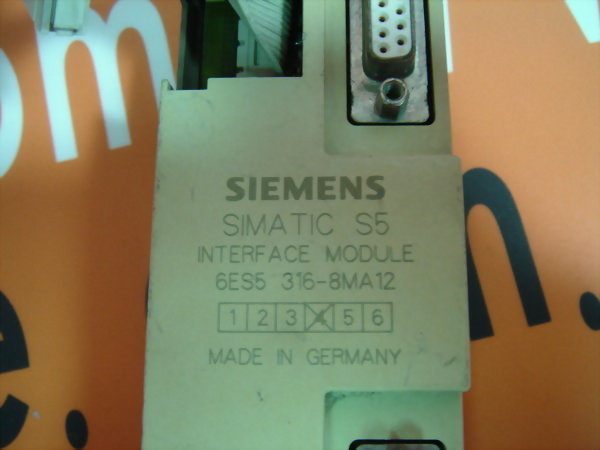 SIEMENS
SIMATIC S5
INTERFACE MODULE
6ES5 316-8MA12
1 2 3 4 5 6
MADE IN GERMANY